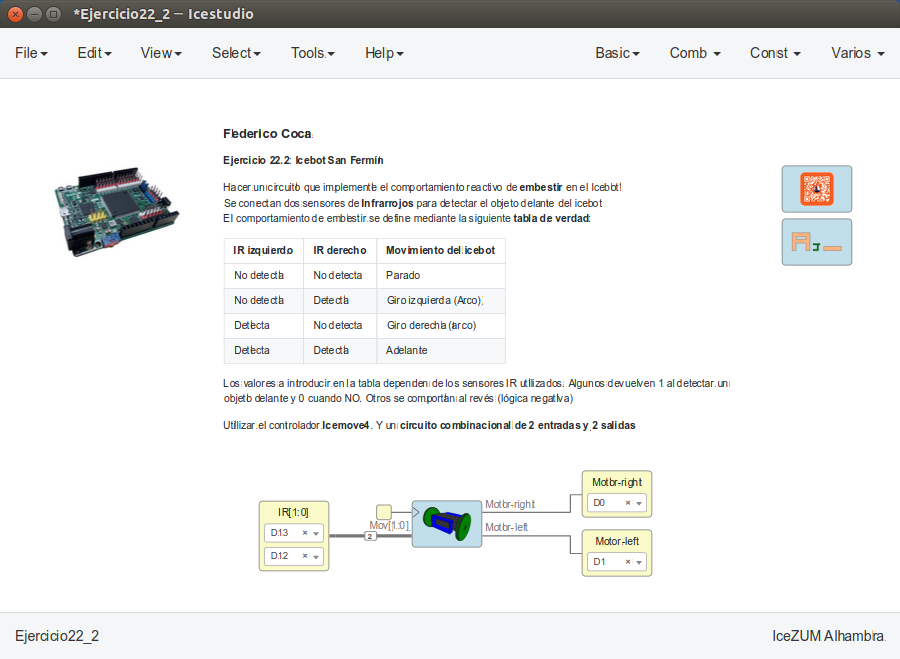 *Ejercicio22_2 — Icestudio
File Edit View Select Tools Help Basic Comb Const Varios
Federico Coca
Ejercicio 22.2: Icebot San Fermín
Hacer un circuito que implemente el comportamiento reactivo de embestir en el Icebot!
Se conectan dos sensores de Infrarrojos para detectar el objeto delante del icebot
El comportamiento de embistir se define mediante la siguiente tabla de verdad:
IR izquierdo IR derecho Movimiento del icebot
No detecta No detecta Parado
No detecta Detecta Giro izquierda (Arco)
Detecta No detecta Giro derecha (arco)
Detecta Detecta Adelante
Los valores a introducir en la tabla dependen de los sensores IR utilizados. Algunos devuelven 1 al detectar un
objeto delante y 0 cuando NO. Otros se comportan al revés (lógica negativa)
Utilizar el controlador Icemove4. Y un circuito combinacional de 2 entradas y 2 salidas
IR[1:0]
D13
D12
Mov[1:0]
2
Motor-right
Motor-left
Motor-right
D0
Motor-left
D1
Ejercicio22_2
IceZUM Alhambra